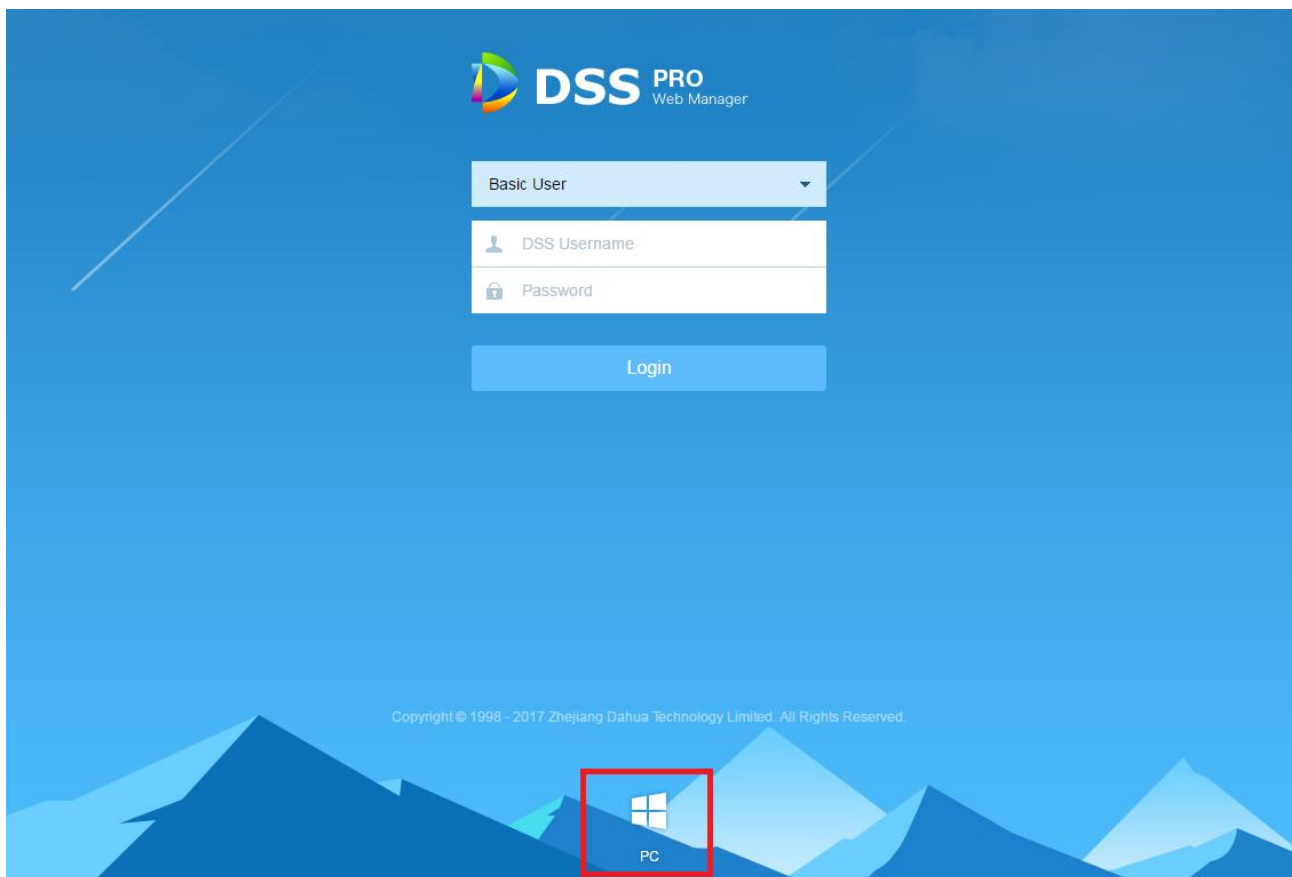 DSS PRO
Web Manager
Basic User
DSS Username
Password
Login
Copyright © 1998 - 2017 Zhejiang Dahua Technology Limited. All Rights Reserved.
PC